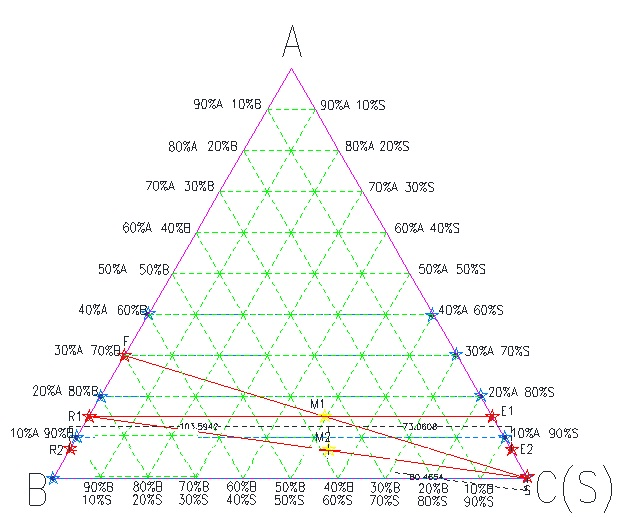 A
90%A 10%B 90%A 10%S
80%A 20%B 80%A 20%S
70%A 30%B 70%A 30%S
60%A 40%B 60%A 40%S
50%A 50%B 50%A 50%S
40%A 60%B 40%A 60%S
F
30%A 70%B 30%A 70%S
20%A 80%B 20%A 80%S
M1
R1 E1
103.5942 73.0608
10%A 90%B M2 10%A 90%S
R2 E2
80.4654
B 90%B 80%B 70%B 60%B 50%B 40%B 30%B 20%B 10%B S C(S)
10%S 20%S 30%S 40%S 50%S 60%S 70%S 80%S 90%S